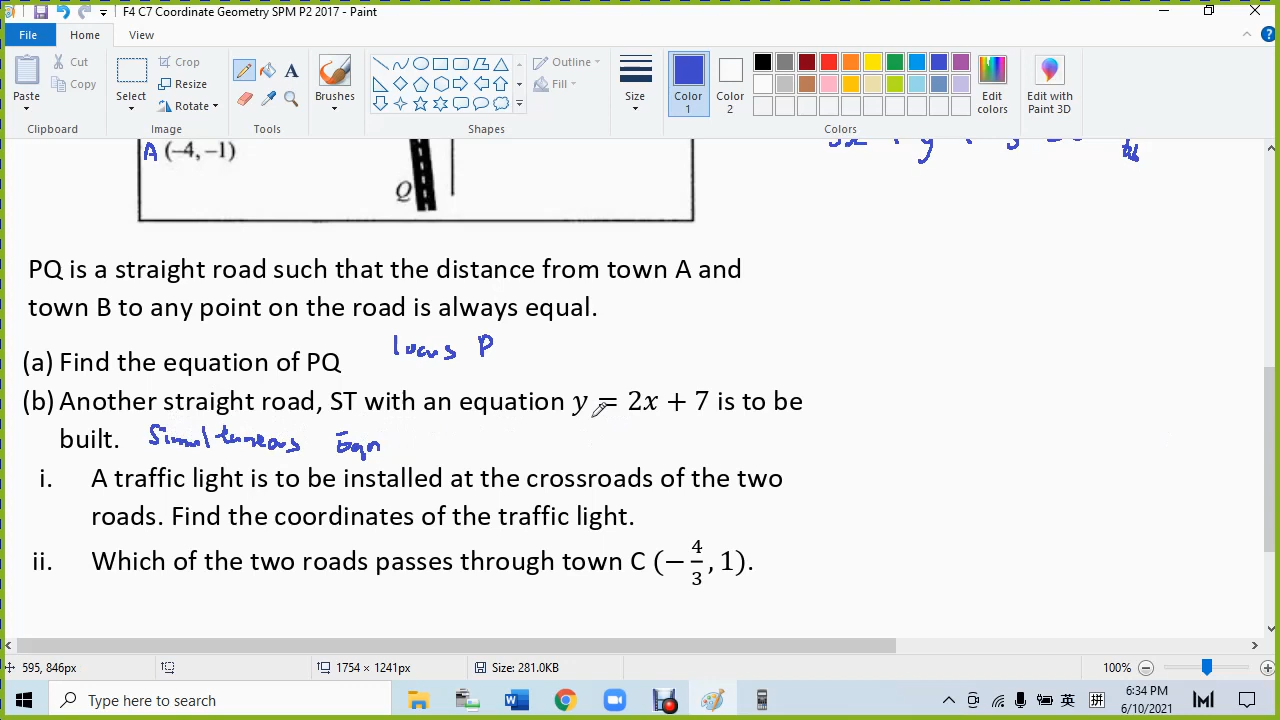 F4 C7 Coordinate Geometry SPM P2 2017 - Paint
File Home View
Paste
Cut
Copy
Clipboard
Select
Crop
Resize
Rotate
Image
Tools
Brushes
Shapes
Outline
Fill
Size
Color 1
Color 2
Edit colors
Edit with Paint 3D
Colors
A (–4, –1)
Q
PQ is a straight road such that the distance from town A and
town B to any point on the road is always equal.
locus P
(a) Find the equation of PQ
(b) Another straight road, ST with an equation y = 2x + 7 is to be
built. Simultaneous Eqn
i. A traffic light is to be installed at the crossroads of the two
roads. Find the coordinates of the traffic light.
ii. Which of the two roads passes through town C (−4/3, 1).
595, 846px
1754 × 1241px
Size: 281.0KB
100%
Type here to search
英
拼
6:34 PM
6/10/2021